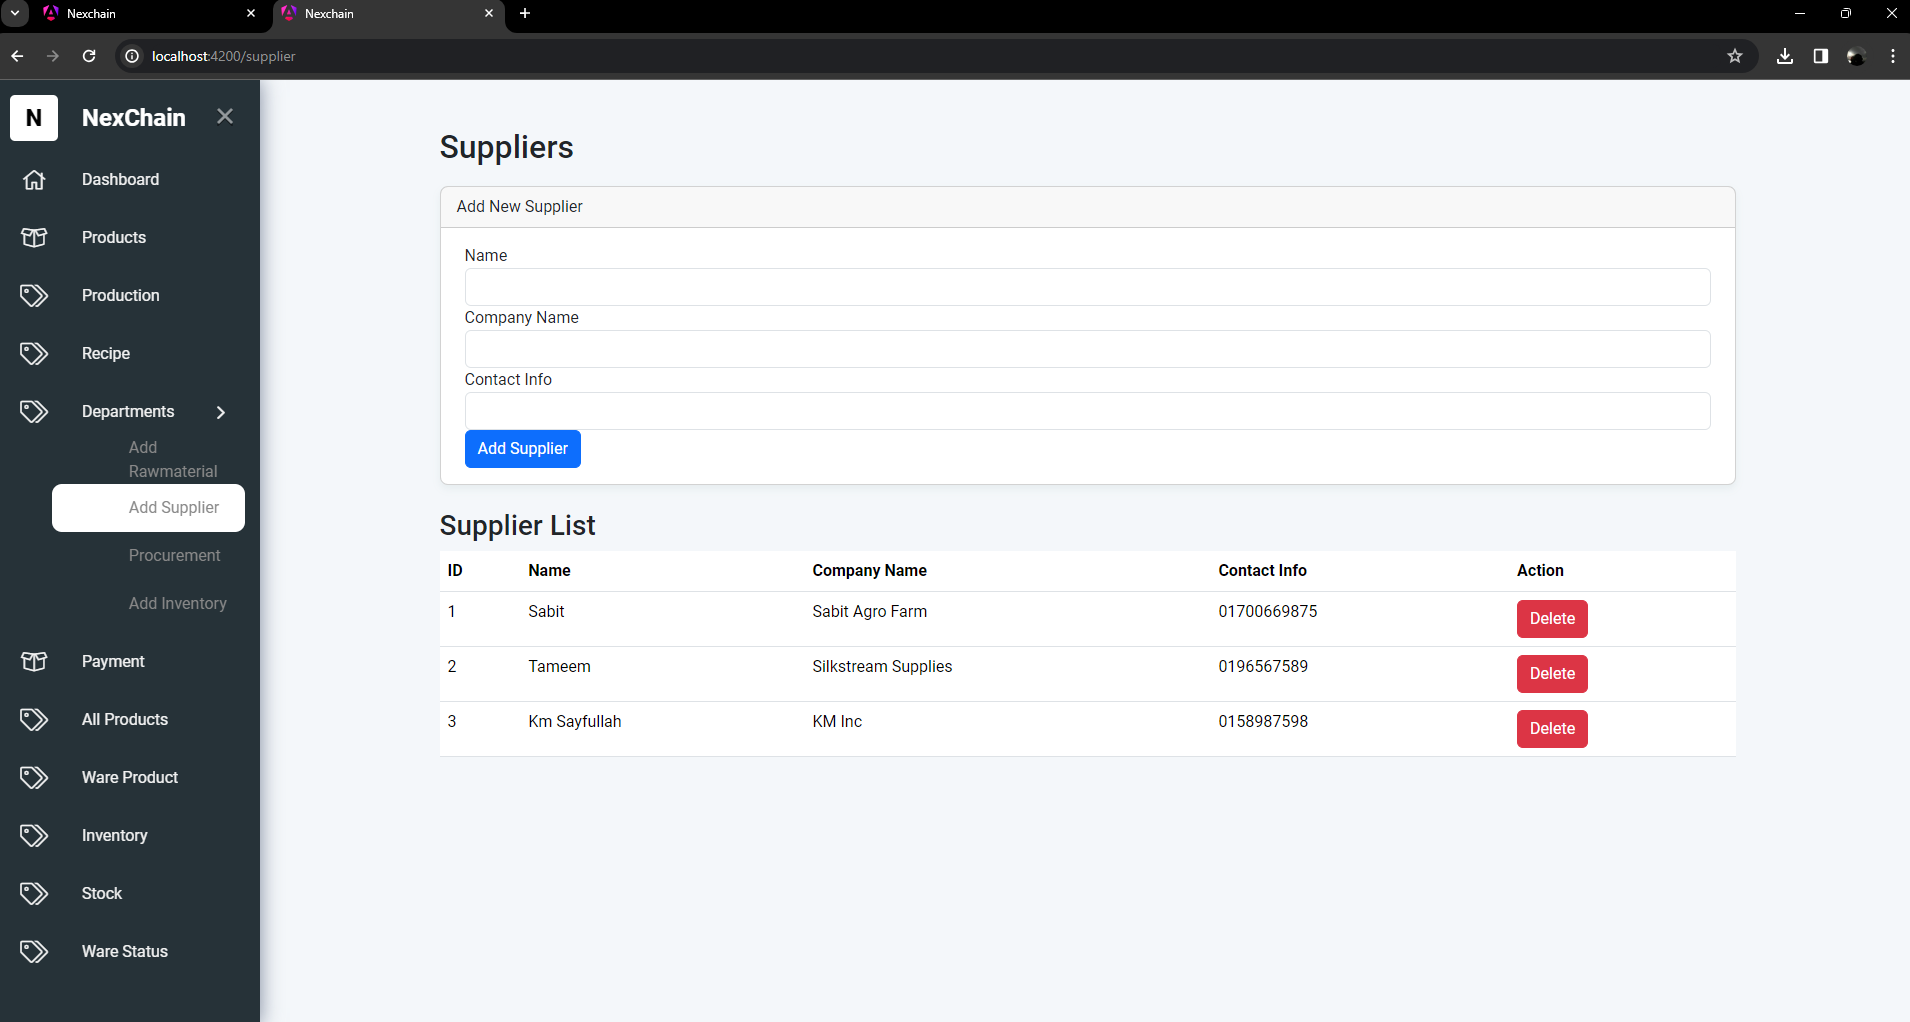 Nexchain
Nexchain
localhost:4200/supplier
N
NexChain
Dashboard
Products
Production
Recipe
Departments
Add
Rawmaterial
Add Supplier
Procurement
Add Inventory
Payment
All Products
Ware Product
Inventory
Stock
Ware Status
Suppliers
Add New Supplier
Name
Company Name
Contact Info
Add Supplier
Supplier List
ID Name Company Name Contact Info Action
1 Sabit Sabit Agro Farm 01700669875 Delete
2 Tameem Silkstream Supplies 0196567589 Delete
3 Km Sayfullah KM Inc 0158987598 Delete